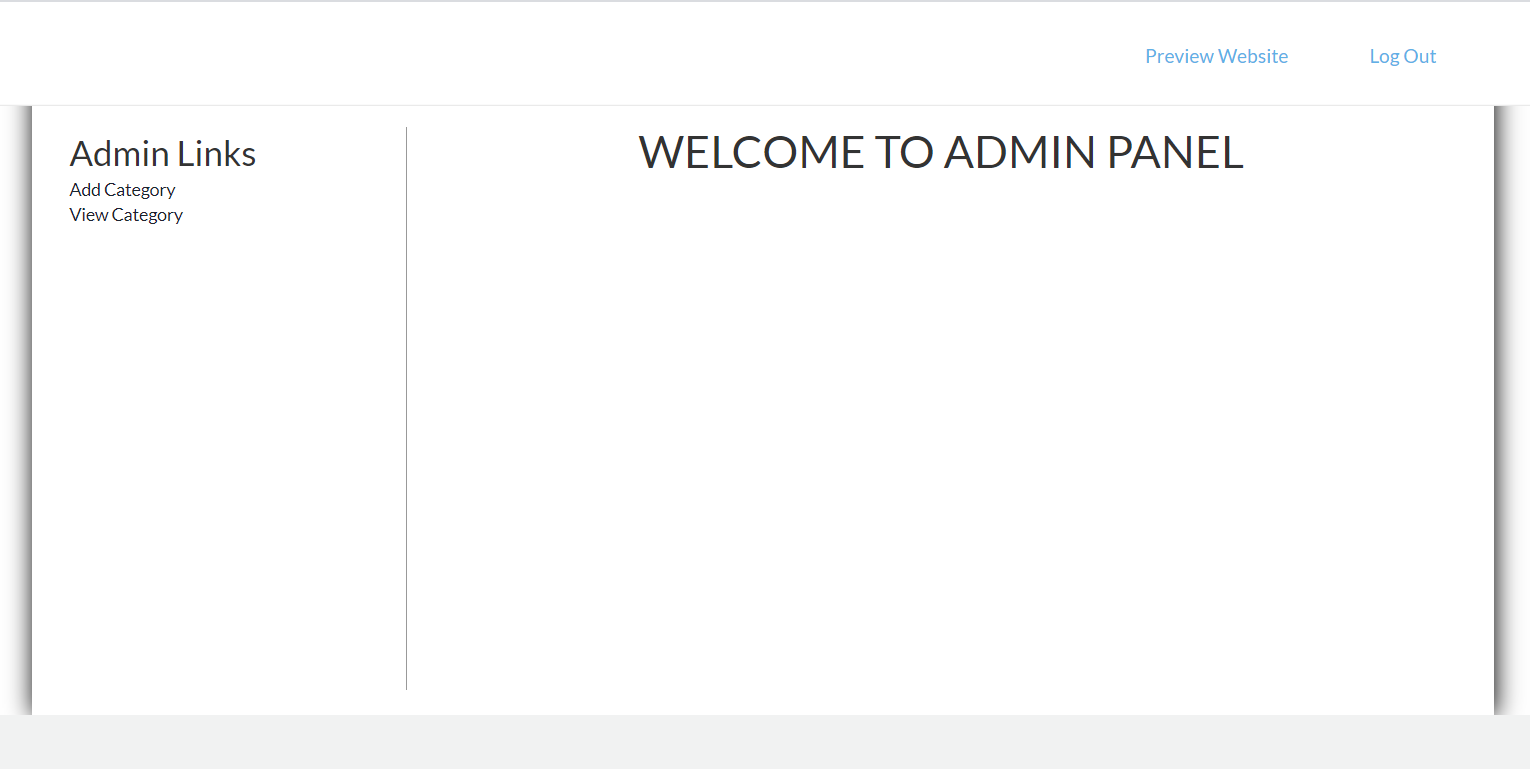 Preview Website
Log Out
Admin Links
Add Category
View Category
WELCOME TO ADMIN PANEL